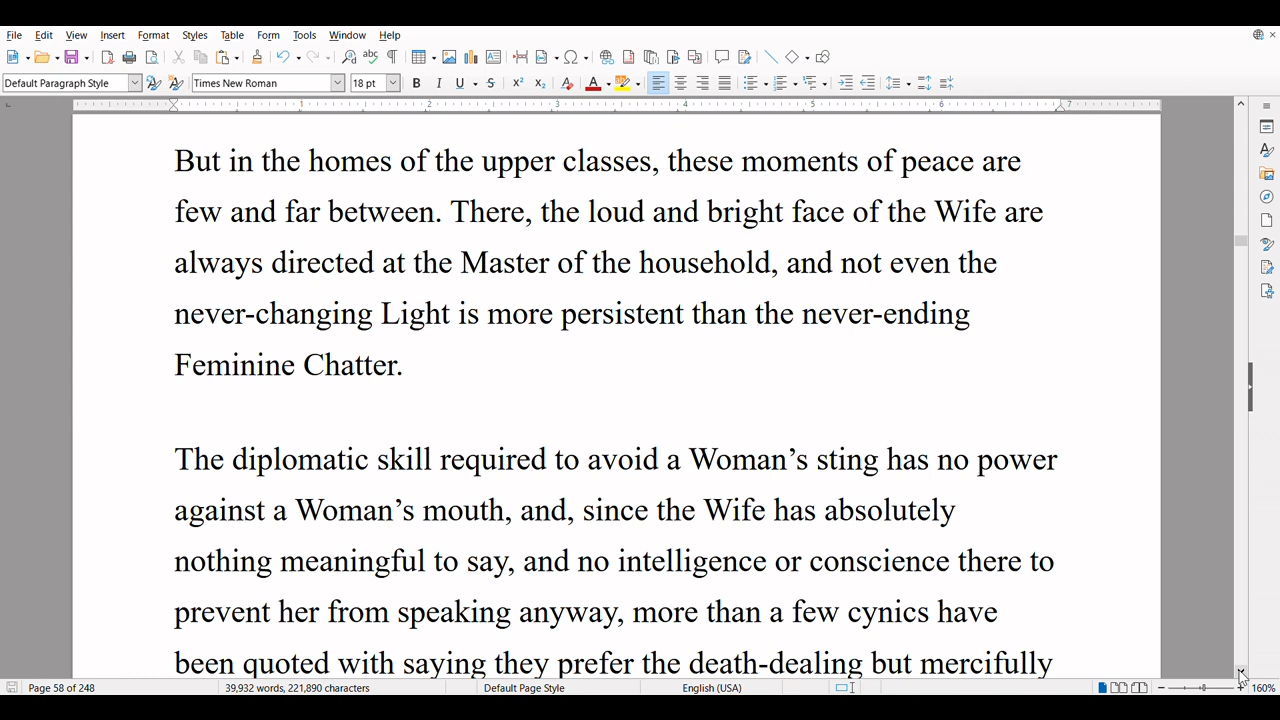 File Edit View Insert Format Styles Table Form Tools Window Help
Default Paragraph Style Times New Roman 18 pt
1 2 3 4 5 6 7
But in the homes of the upper classes, these moments of peace are
few and far between. There, the loud and bright face of the Wife are
always directed at the Master of the household, and not even the
never-changing Light is more persistent than the never-ending
Feminine Chatter.
The diplomatic skill required to avoid a Woman’s sting has no power
against a Woman’s mouth, and, since the Wife has absolutely
nothing meaningful to say, and no intelligence or conscience there to
prevent her from speaking anyway, more than a few cynics have
been quoted with saying they prefer the death-dealing but mercifully
Page 58 of 248 39,932 words, 221,890 characters Default Page Style English (USA) 160%